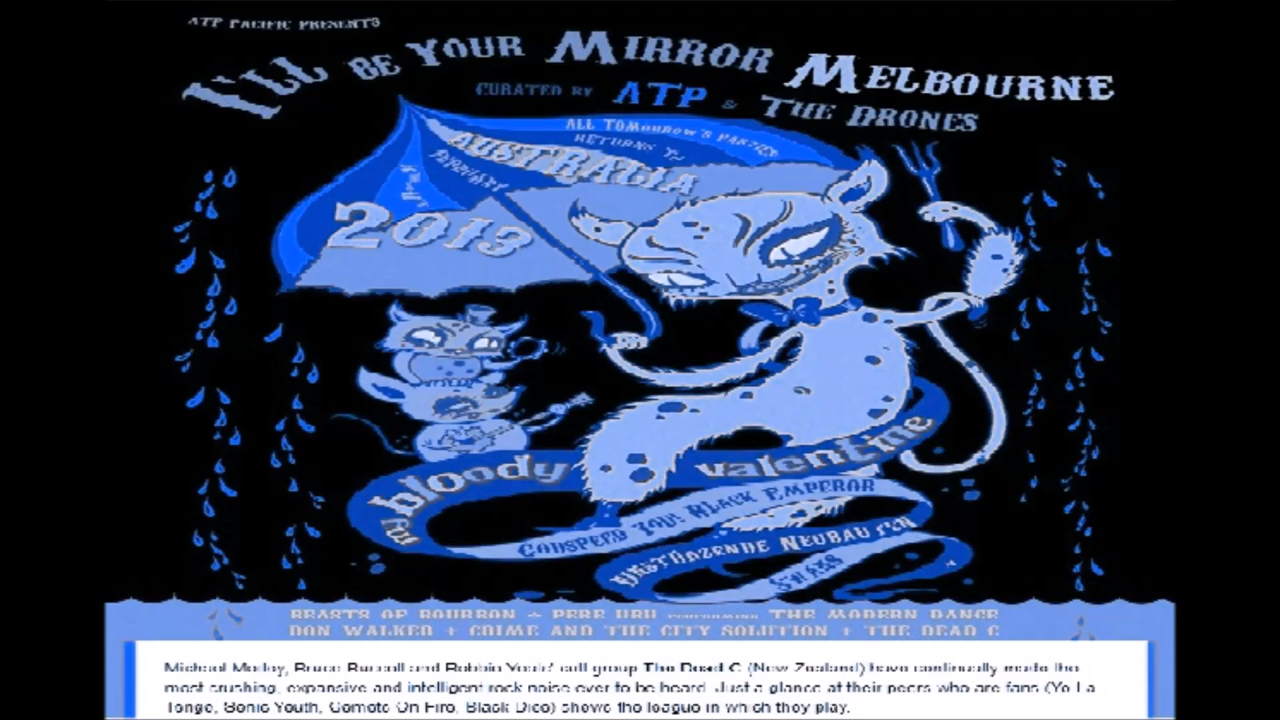 ATP PACIFIC PRESENTS
I'LL BE YOUR MIRROR MELBOURNE
CURATED BY ATP & THE DRONES
ALL TOMORROW'S PARTIES
RETURNS TO
AUSTRALIA
FEBRUARY
2013
my bloody valentine
GODSPEED YOU! BLACK EMPEROR
EINSTÜRZENDE NEUBAUTEN
SWANS
BEASTS OF BOURBON + PERE UBU PERFORMING THE MODERN DANCE
DON WALKER + CRIME AND THE CITY SOLUTION + THE DEAD C
Michael Morley, Bruce Russell and Robbie Yeats' cult group The Dead C (New Zealand) have continually made the
most crushing, expansive and intelligent rock noise ever to be heard. Just a glance at their peers who are fans (Yo La
Tengo, Sonic Youth, Comets On Fire, Black Dice) shows the league in which they play.